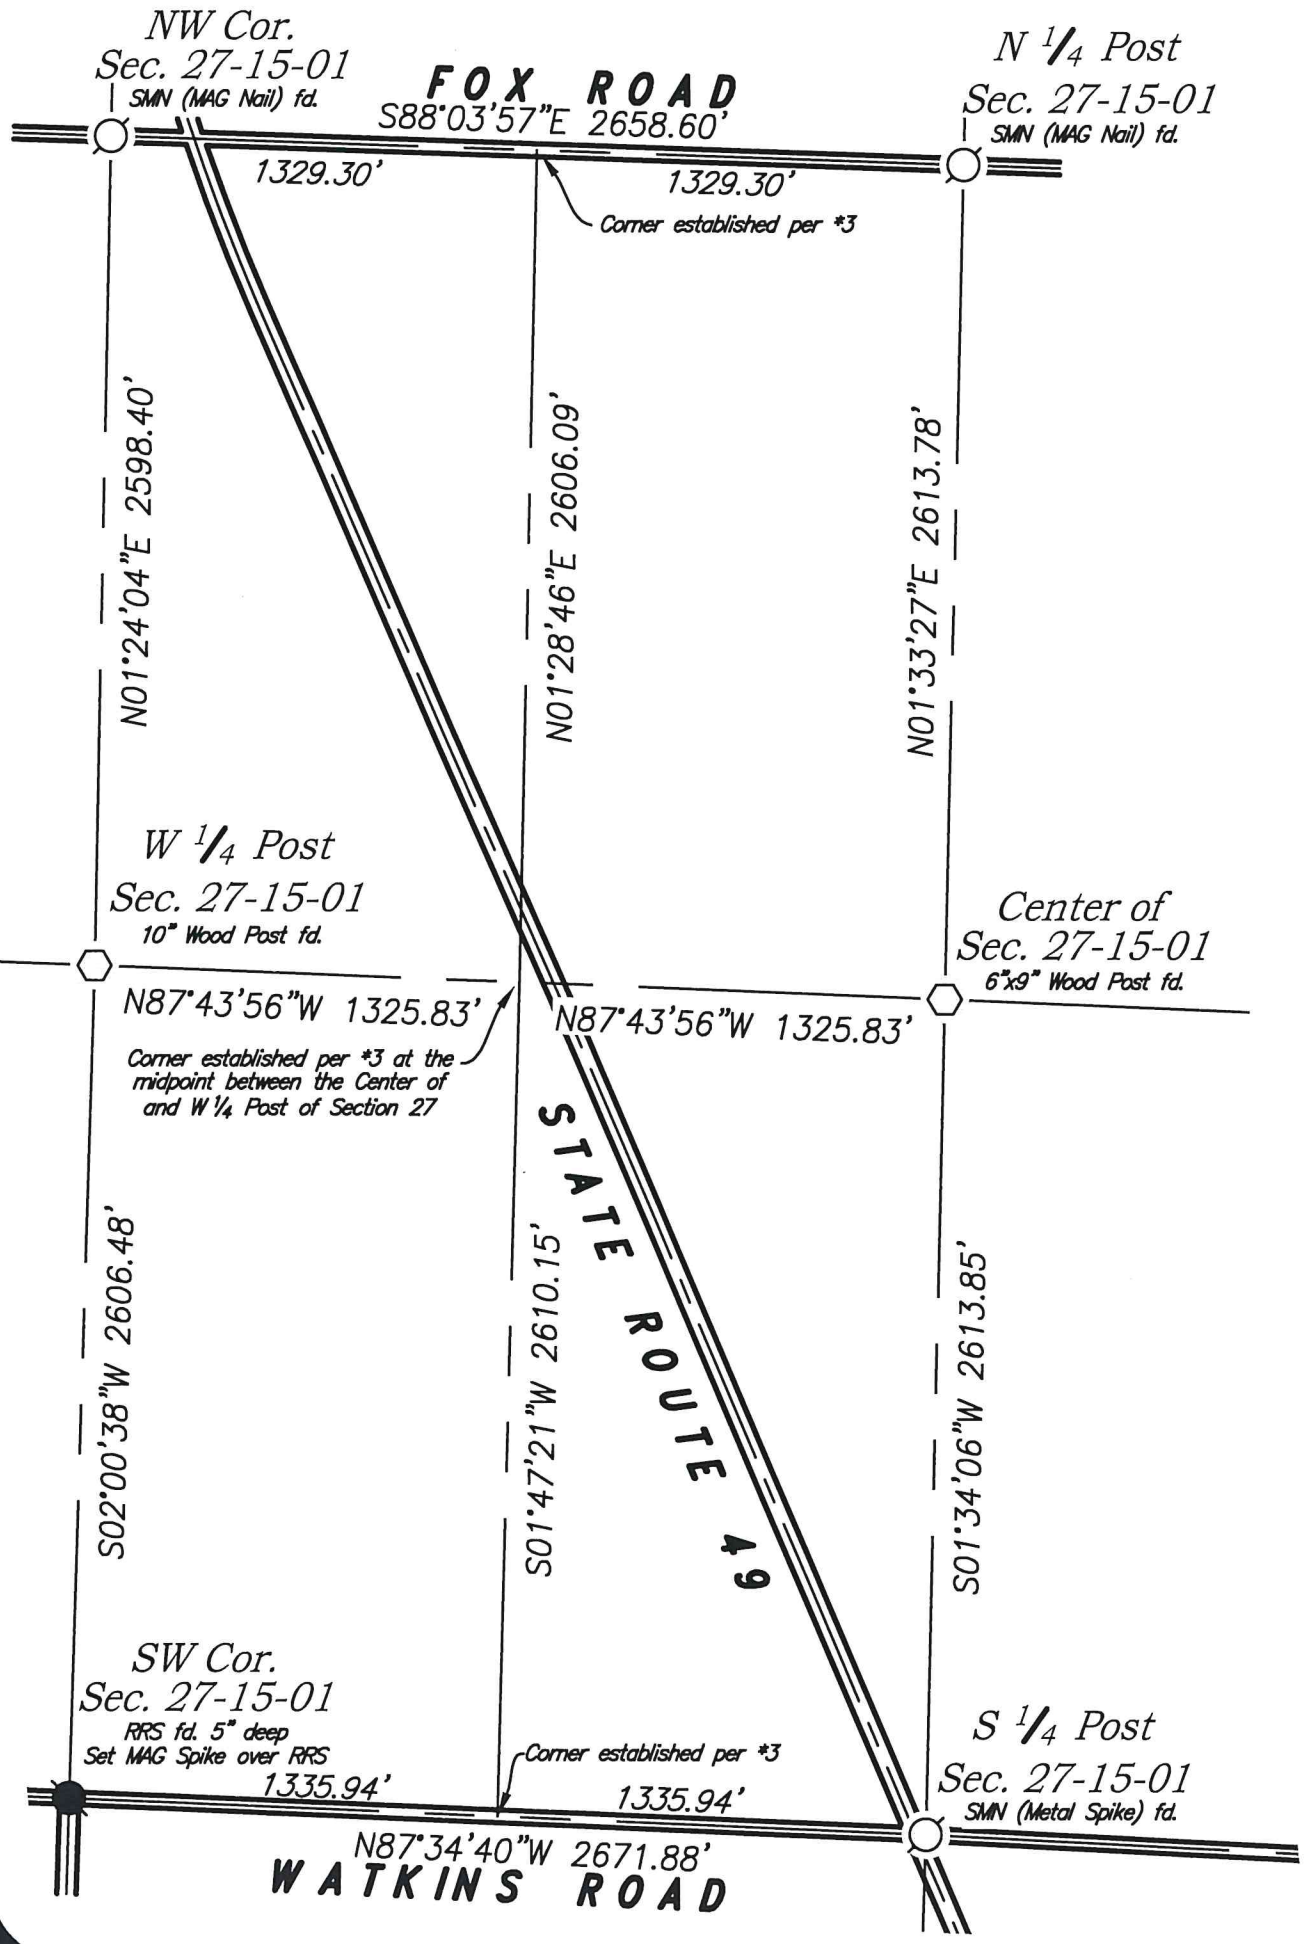 NW Cor.
Sec. 27-15-01
SMN (MAG Nail) fd.
FOX ROAD
S88°03'57"E 2658.60'
N 1/4 Post
Sec. 27-15-01
SMN (MAG Nail) fd.
1329.30'
1329.30'
Corner established per *3
N01°24'04"E 2598.40'
N01°28'46"E 2606.09'
N01°33'27"E 2613.78'
W 1/4 Post
Sec. 27-15-01
10" Wood Post fd.
Center of
Sec. 27-15-01
6"x9" Wood Post fd.
N87°43'56"W 1325.83'
N87°43'56"W 1325.83'
Corner established per *3 at the
midpoint between the Center of
and W 1/4 Post of Section 27
STATE ROUTE 49
S02°00'38"W 2606.48'
S01°47'21"W 2610.15'
S01°34'06"W 2613.85'
SW Cor.
Sec. 27-15-01
RRS fd. 5" deep
Set MAG Spike over RRS
Corner established per *3
S 1/4 Post
Sec. 27-15-01
SMN (Metal Spike) fd.
1335.94'
1335.94'
N87°34'40"W 2671.88'
WATKINS ROAD